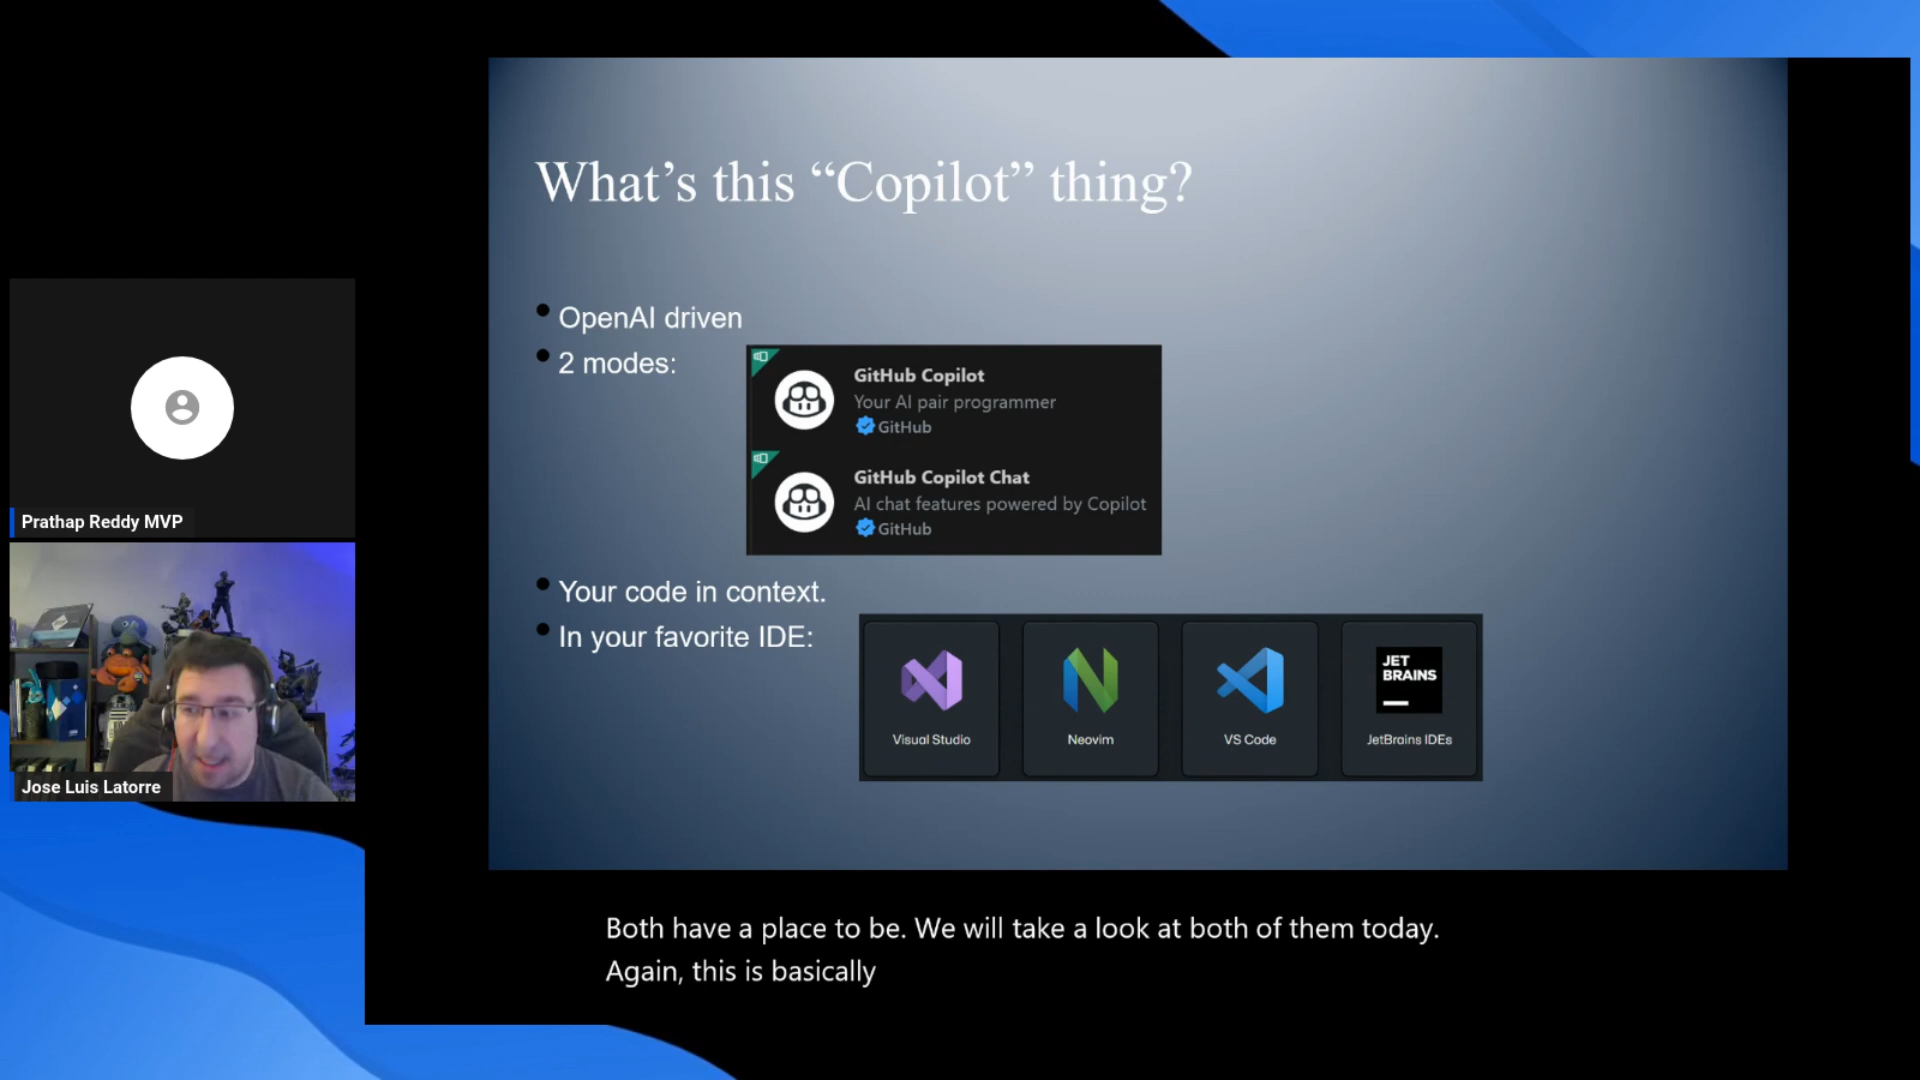 What's this “Copilot” thing?
OpenAI driven
2 modes:
GitHub Copilot
Your AI pair programmer
GitHub
GitHub Copilot Chat
AI chat features powered by Copilot
GitHub
Your code in context.
In your favorite IDE:
JET
BRAINS
Visual Studio
Neovim
VS Code
JetBrains IDEs
Prathap Reddy MVP
Jose Luis Latorre
Both have a place to be. We will take a look at both of them today.
Again, this is basically